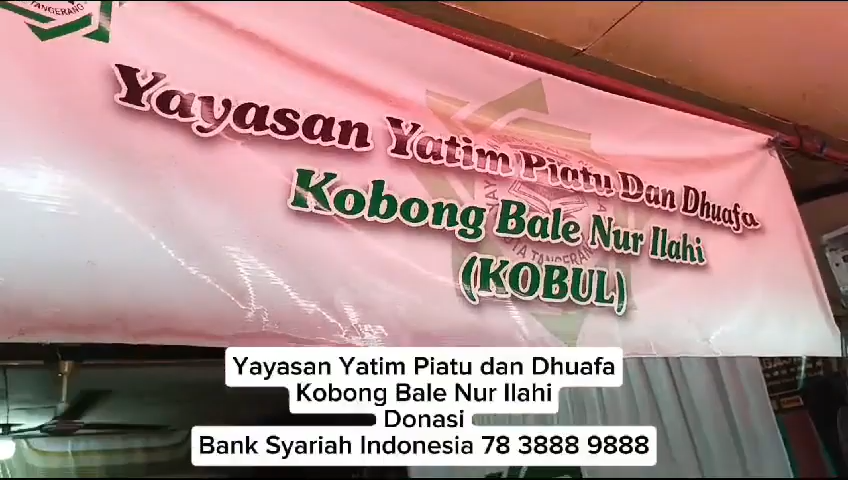 TANGERANG
Yayasan Yatim Piatu Dan Dhuafa
Kobong Bale Nur Ilahi
(KOBUL)
Yayasan Yatim Piatu dan Dhuafa
Kobong Bale Nur Ilahi
Donasi
Bank Syariah Indonesia 78 3888 9888